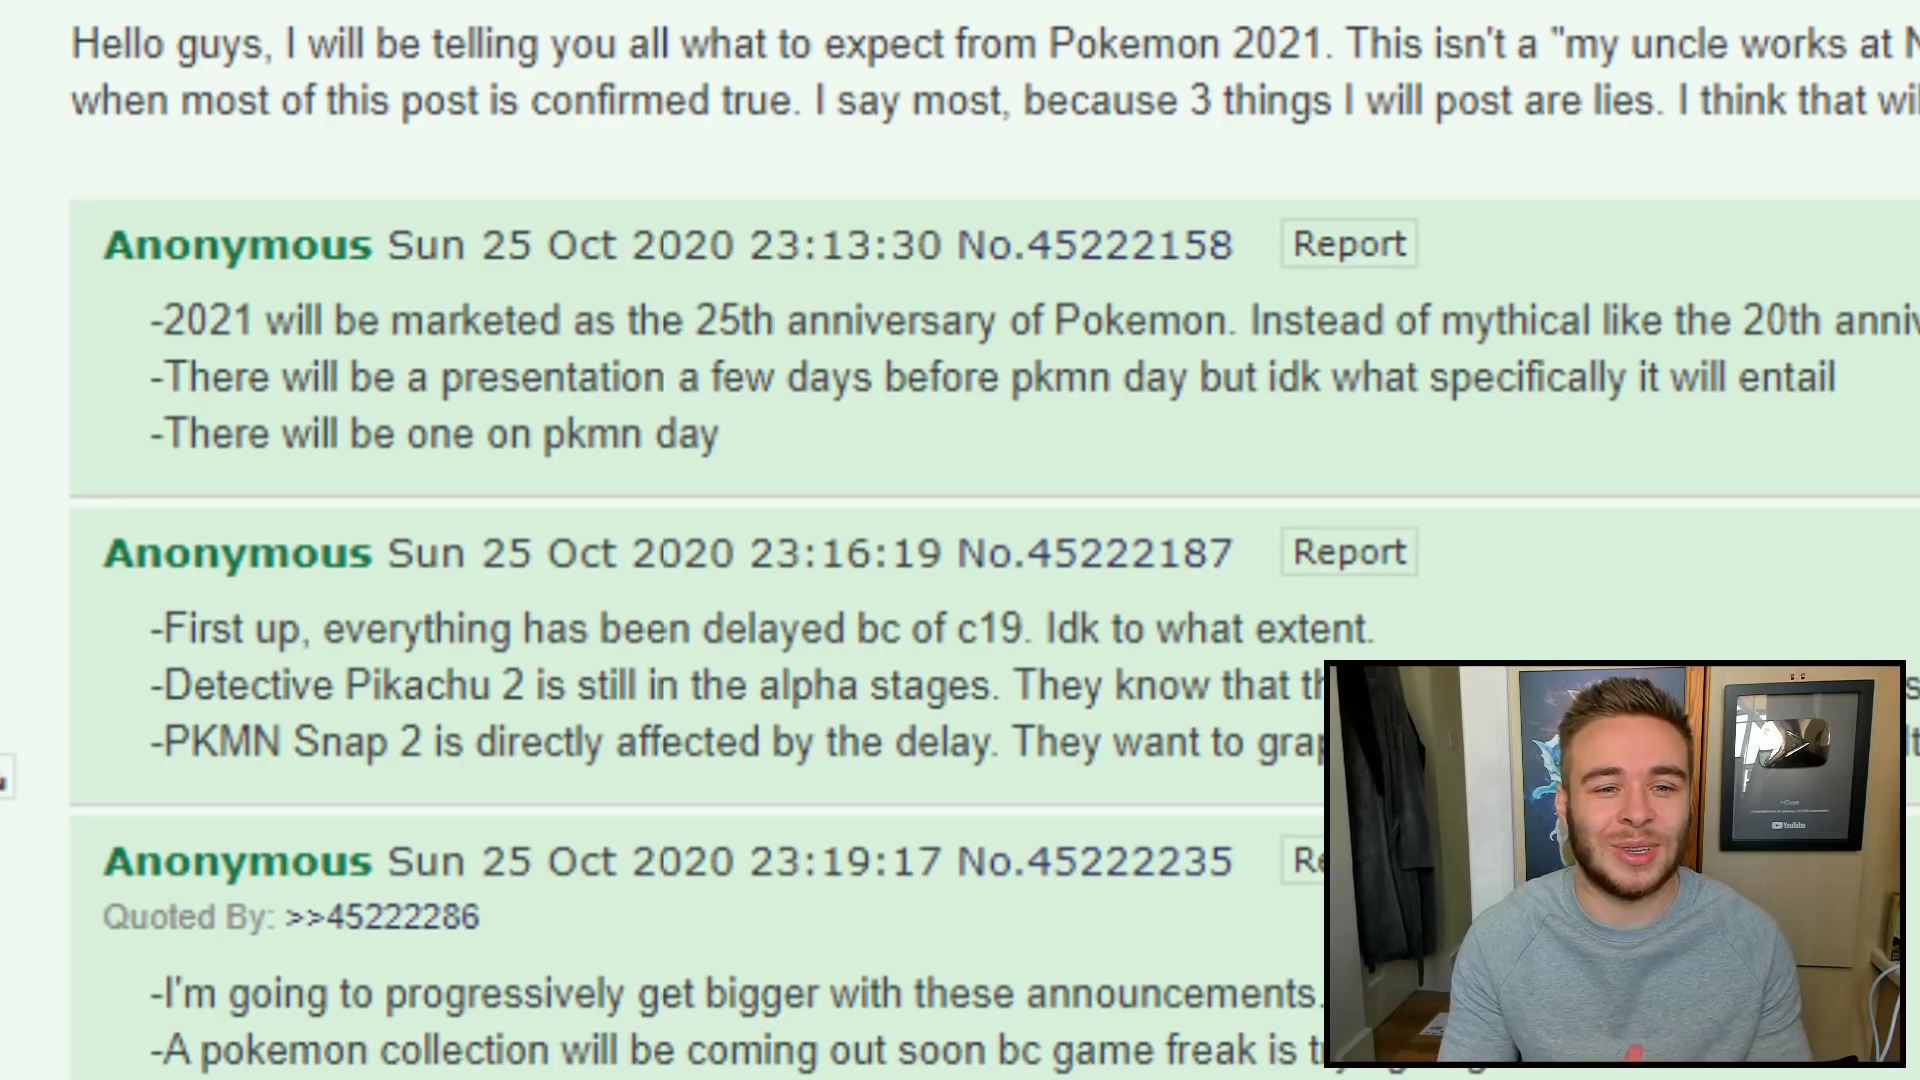 Hello guys, I will be telling you all what to expect from Pokemon 2021. This isn't a "my uncle works at N
when most of this post is confirmed true. I say most, because 3 things I will post are lies. I think that wil
Anonymous Sun 25 Oct 2020 23:13:30 No.45222158 Report
-2021 will be marketed as the 25th anniversary of Pokemon. Instead of mythical like the 20th anniv
-There will be a presentation a few days before pkmn day but idk what specifically it will entail
-There will be one on pkmn day
Anonymous Sun 25 Oct 2020 23:16:19 No.45222187 Report
-First up, everything has been delayed bc of c19. Idk to what extent.
-Detective Pikachu 2 is still in the alpha stages. They know that th
-PKMN Snap 2 is directly affected by the delay. They want to grap
Anonymous Sun 25 Oct 2020 23:19:17 No.45222235 Re
Quoted By: >>45222286
-I'm going to progressively get bigger with these announcements.
-A pokemon collection will be coming out soon bc game freak is
YouTube